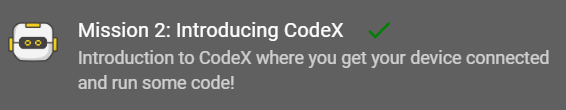 Mission 2: Introducing CodeX
Introduction to CodeX where you get your device connected
and run some code!